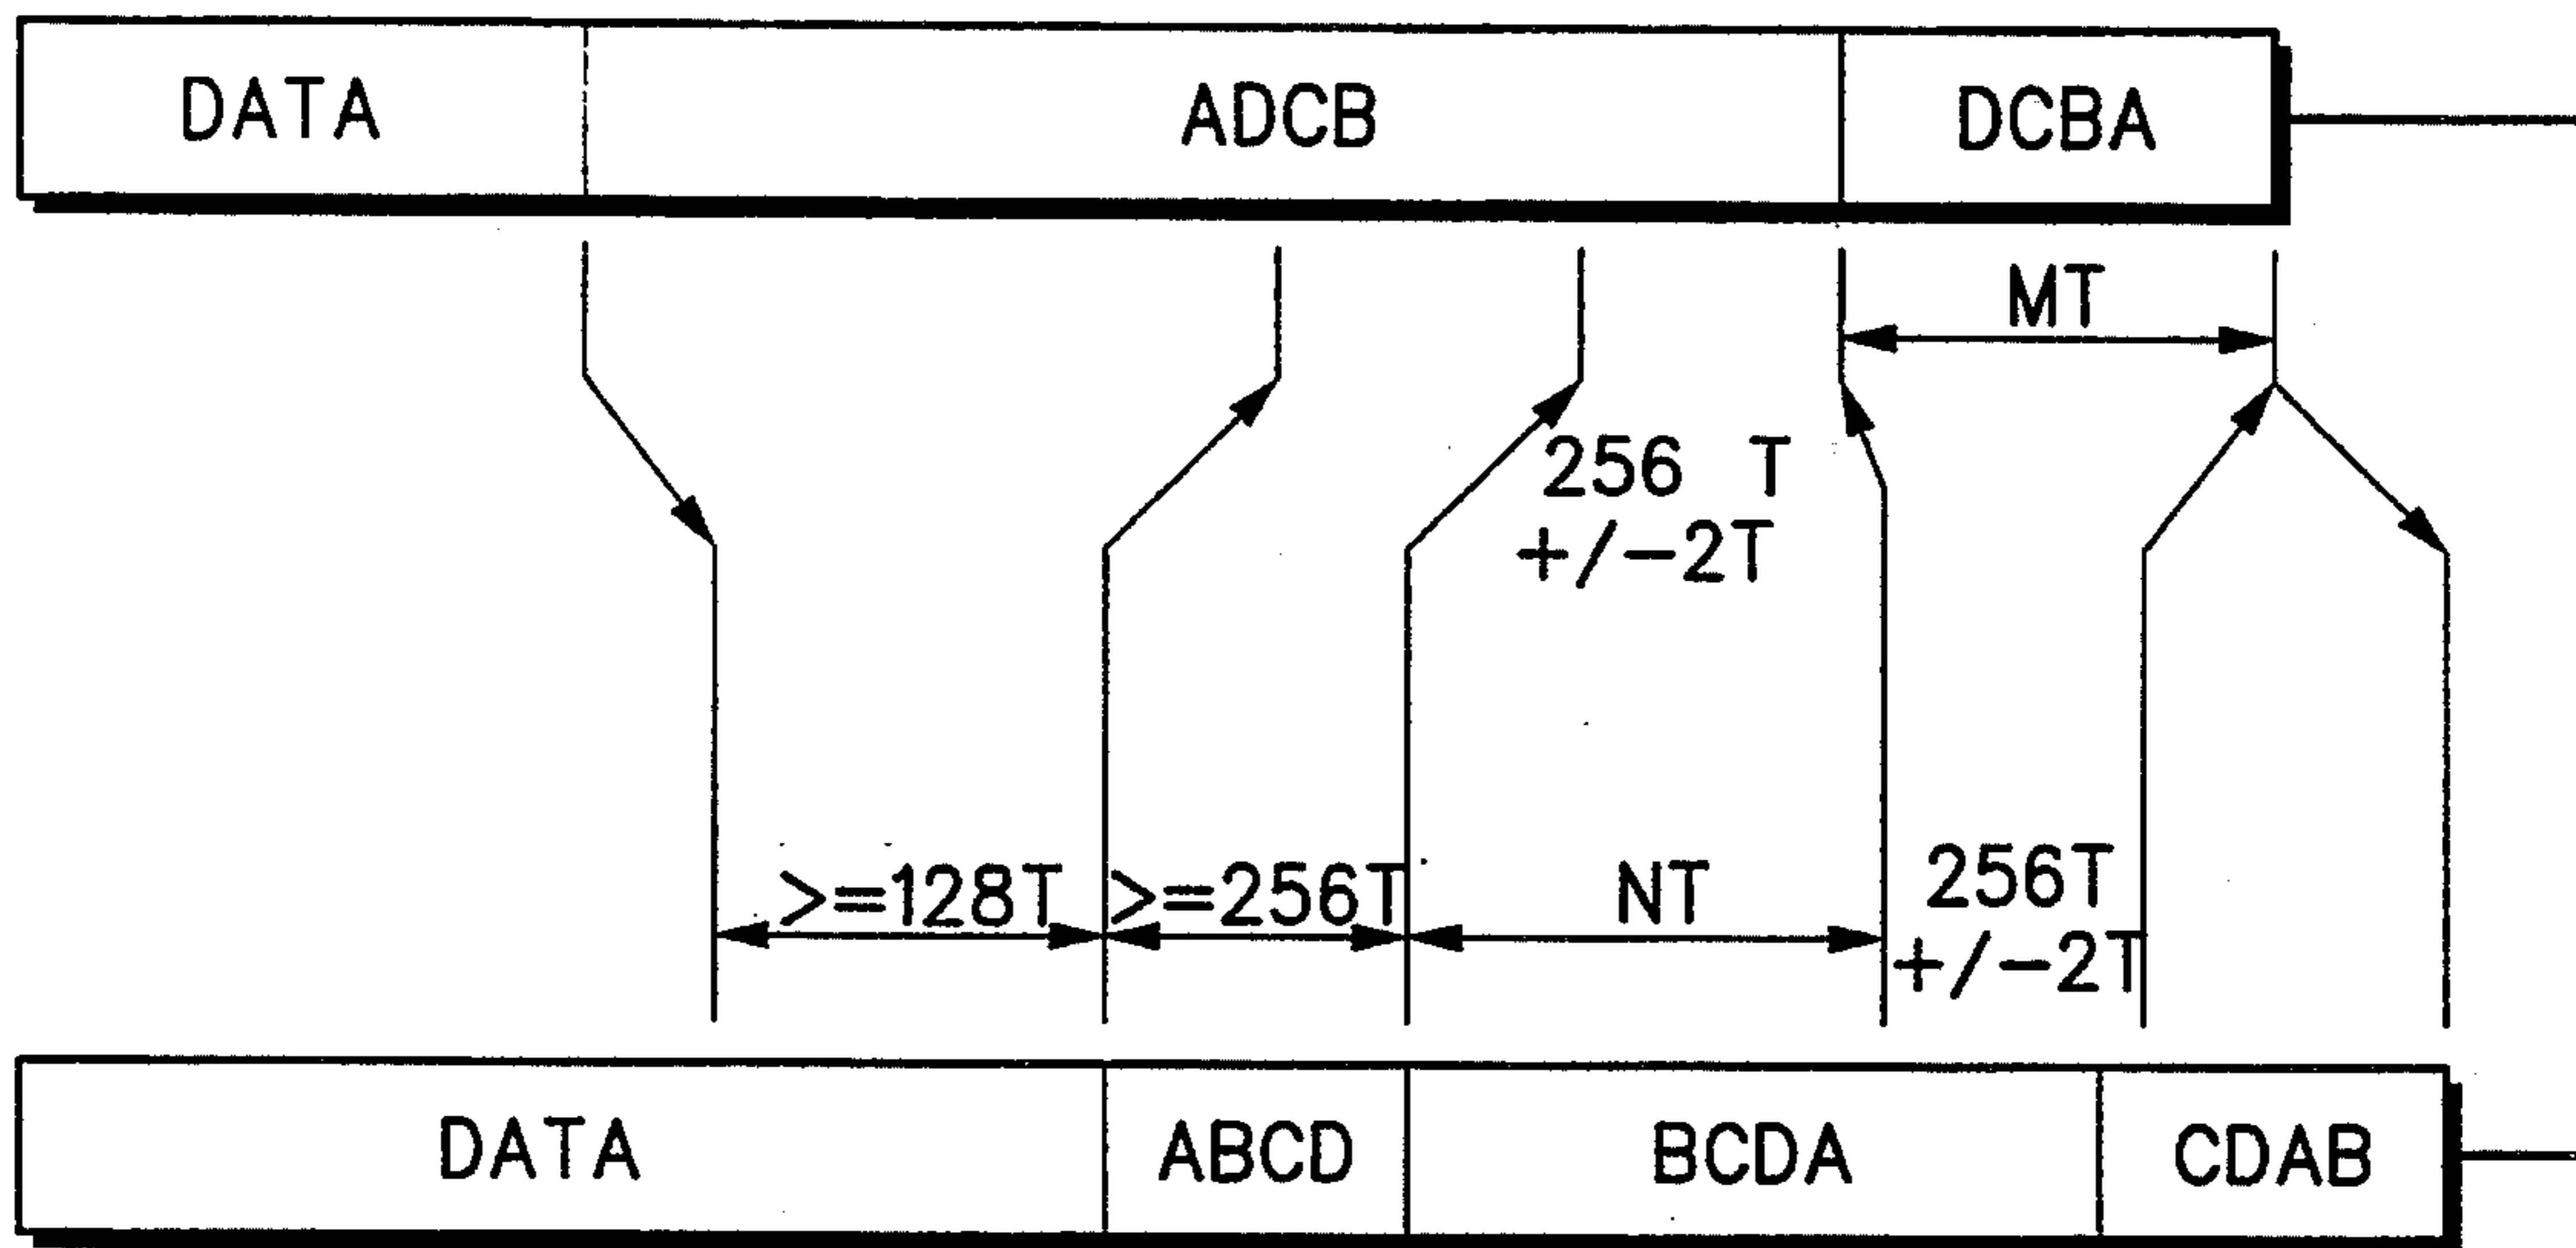 DATA ADCB DCBA
MT
256 T
+/-2T
>=128T >=256T NT 256T
+/-2T
DATA ABCD BCDA CDAB